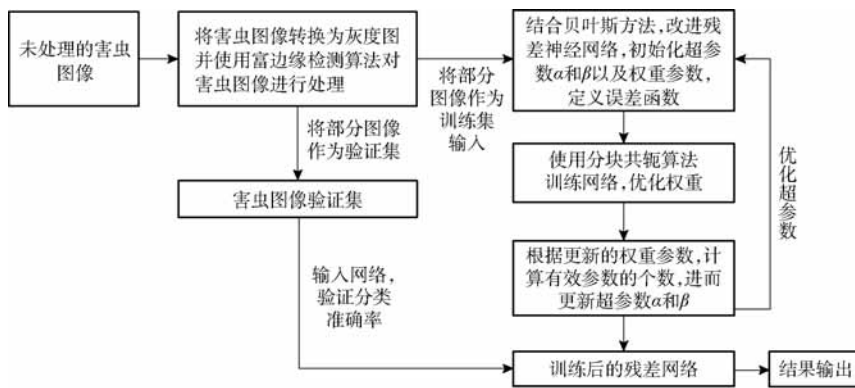 未处理的害虫
图像
将害虫图像转换为灰度图
并使用富边缘检测算法对
害虫图像进行处理
将部分
图像作为
训练集
输入
结合贝叶斯方法,改进残
差神经网络,初始化超参
数α和β以及权重参数,
定义误差函数
将部分图像
作为验证集
害虫图像验证集
使用分块共轭算法
训练网络,优化权重
优
化
超
参
数
输入网络,
验证分类
准确率
根据更新的权重参数,计
算有效参数的个数,进而
更新超参数α和β
训练后的残差网络
结果输出